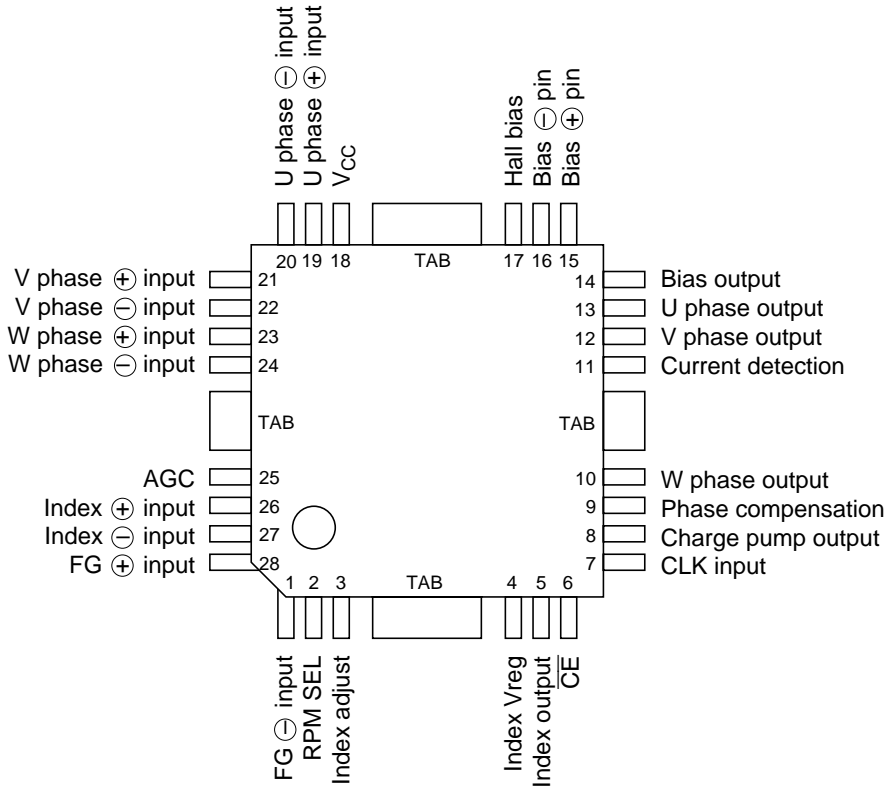 U phase ⊖ input
U phase ⊕ input
VCC
Hall bias
Bias ⊖ pin
Bias ⊕ pin
20 19 18 TAB 17 16 15
V phase ⊕ input 21
V phase ⊖ input 22
W phase ⊕ input 23
W phase ⊖ input 24
TAB
AGC 25
Index ⊕ input 26
Index ⊖ input 27
FG ⊕ input 28
14 Bias output
13 U phase output
12 V phase output
11 Current detection
TAB
10 W phase output
9 Phase compensation
8 Charge pump output
7 CLK input
1 2 3 TAB 4 5 6
FG ⊖ input
RPM SEL
Index adjust
Index Vreg
Index output
C̅E̅